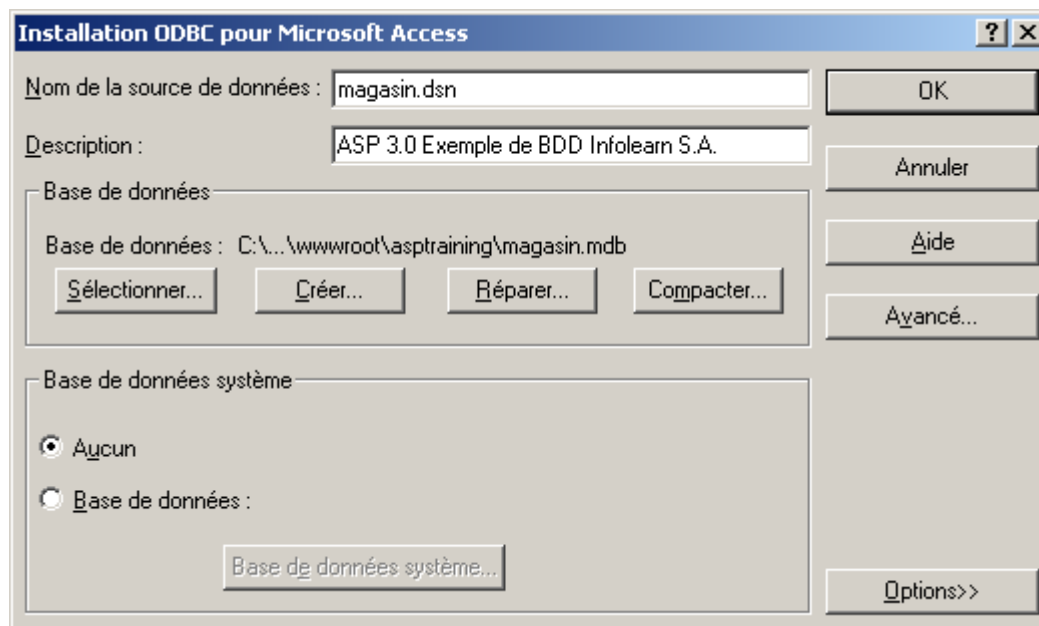 Installation ODBC pour Microsoft Access
Nom de la source de données : magasin.dsn
OK
Description : ASP 3.0 Exemple de BDD Infolearn S.A.
Annuler
Base de données
Base de données : C:\...\wwwroot\asptraining\magasin.mdb
Aide
Sélectionner... Créer... Réparer... Compacter...
Avancé...
Base de données système
Aucun
Base de données :
Base de données système...
Options>>